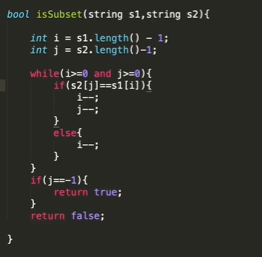 bool isSubset(string s1,string s2){
int i = s1.length() - 1;
int j = s2.length()-1;
while(i>=0 and j>=0){
if(s2[j]==s1[i]){
i--;
j--;
}
else{
i--;
}
}
if(j==-1){
return true;
}
return false;
}